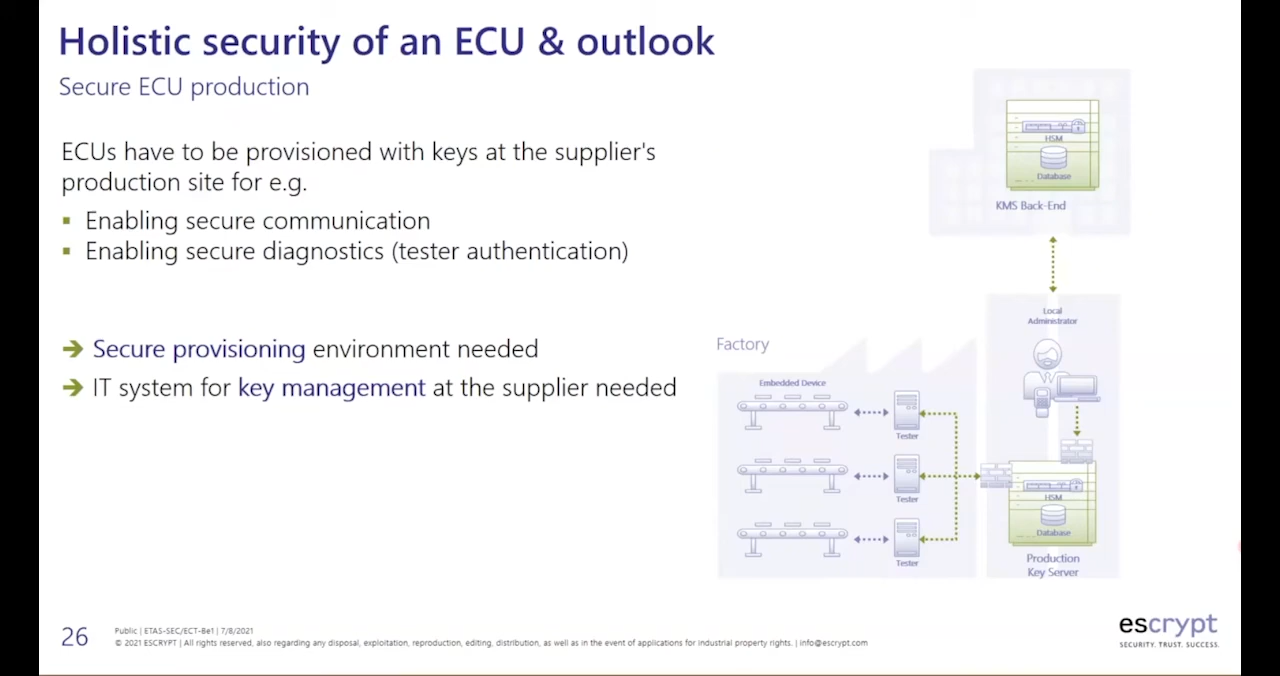 Holistic security of an ECU & outlook
Secure ECU production
ECUs have to be provisioned with keys at the supplier's
production site for e.g.
▪ Enabling secure communication
▪ Enabling secure diagnostics (tester authentication)
➔ Secure provisioning environment needed
➔ IT system for key management at the supplier needed
HSM
Database
KMS Back-End
Local
Administrator
Factory
Embedded Device
Tester
Tester
Tester
HSM
Database
Production
Key Server
26
Public | ETAS-SEC/ECT-Be1 | 7/8/2021
© 2021 ESCRYPT | All rights reserved, also regarding any disposal, exploitation, reproduction, editing, distribution, as well as in the event of applications for industrial property rights. | info@escrypt.com
escrypt
SECURITY. TRUST. SUCCESS.